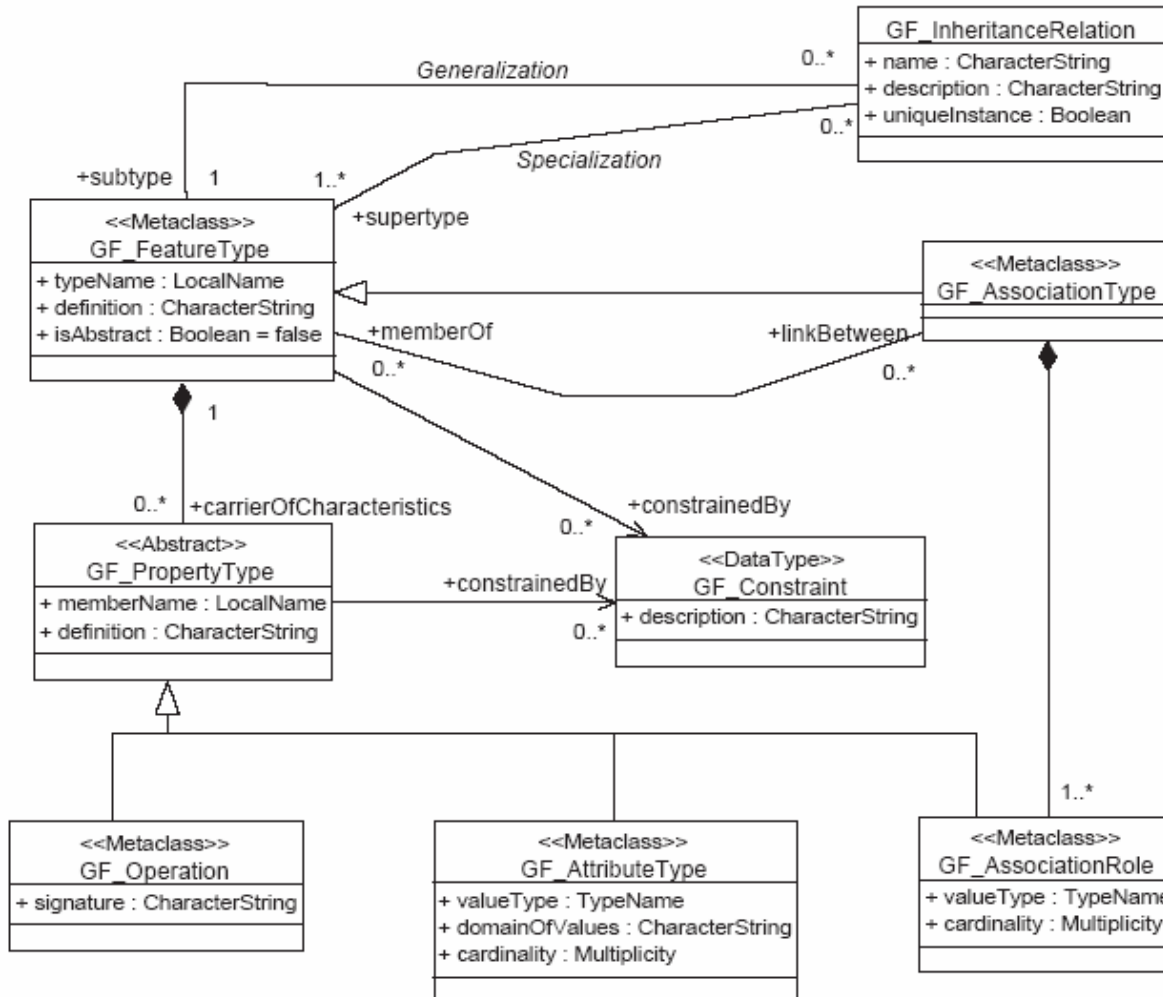 GF_InheritanceRelation
+ name : CharacterString
+ description : CharacterString
+ uniqueInstance : Boolean
Generalization
0..*
0..*
Specialization
+subtype
1
1..*
+supertype
<<Metaclass>>
GF_FeatureType
+ typeName : LocalName
+ definition : CharacterString
+ isAbstract : Boolean = false
<<Metaclass>>
GF_AssociationType
+memberOf
0..*
+linkBetween
0..*
1
0..*
+carrierOfCharacteristics
+constrainedBy
0..*
<<Abstract>>
GF_PropertyType
+ memberName : LocalName
+ definition : CharacterString
+constrainedBy
0..*
<<DataType>>
GF_Constraint
+ description : CharacterString
1..*
<<Metaclass>>
GF_Operation
+ signature : CharacterString
<<Metaclass>>
GF_AttributeType
+ valueType : TypeName
+ domainOfValues : CharacterString
+ cardinality : Multiplicity
<<Metaclass>>
GF_AssociationRole
+ valueType : TypeName
+ cardinality : Multiplicity